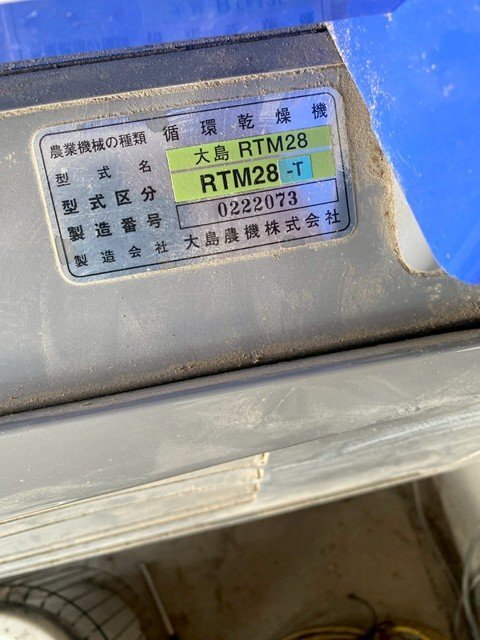 農業機械の種類 循環乾燥機
型式名 大島 RTM28
型式区分 RTM28-T
製造番号 0222073
製造会社 大島農機株式会社